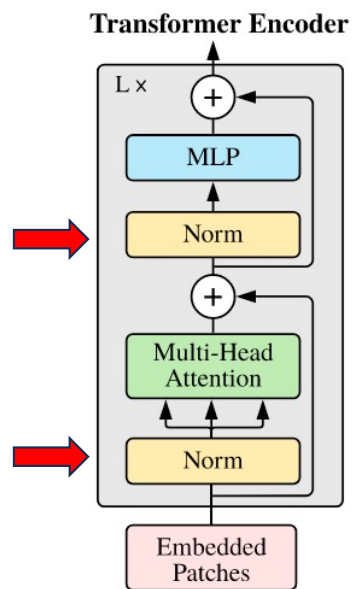 Transformer Encoder
L ×
+
MLP
Norm
+
Multi-Head
Attention
Norm
Embedded
Patches